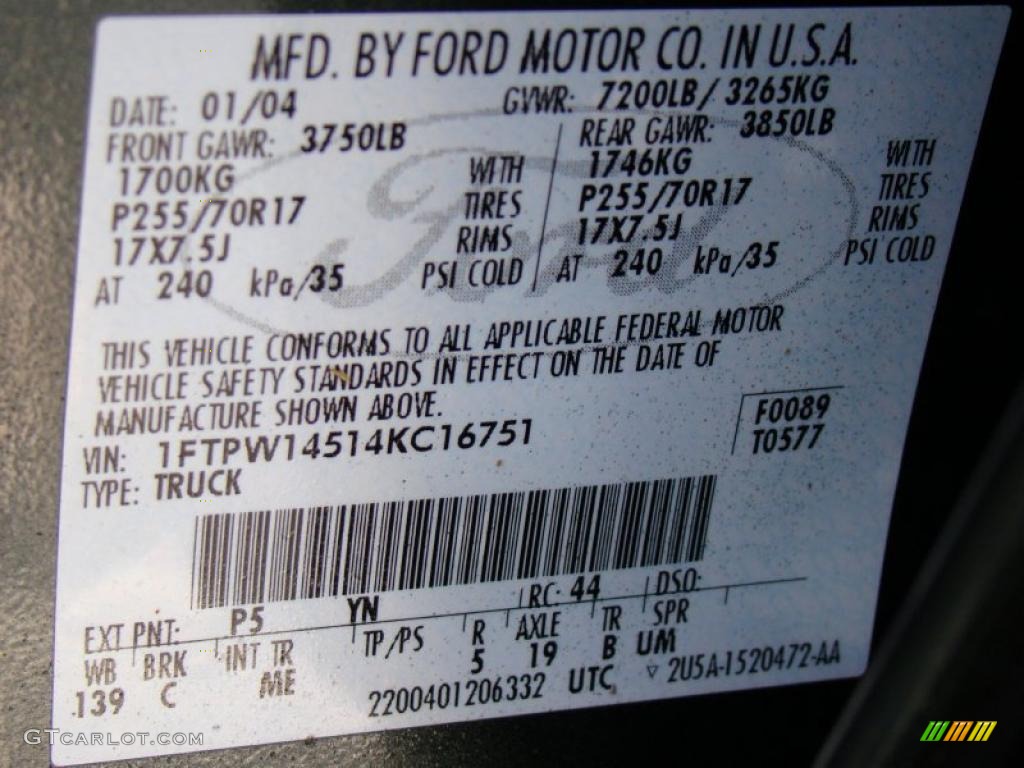 MFD. BY FORD MOTOR CO. IN U.S.A.
DATE: 01/04 GVWR: 7200LB/ 3265KG
FRONT GAWR: 3750LB REAR GAWR: 3850LB
1700KG WITH 1746KG WITH
P255/70R17 TIRES P255/70R17 TIRES
17X7.5J RIMS 17X7.5J RIMS
AT 240 kPa/35 PSI COLD AT 240 kPa/35 PSI COLD
Ford
THIS VEHICLE CONFORMS TO ALL APPLICABLE FEDERAL MOTOR
VEHICLE SAFETY STANDARDS IN EFFECT ON THE DATE OF
MANUFACTURE SHOWN ABOVE.
VIN: 1FTPW14514KC16751 F0089
TYPE: TRUCK T0577
EXT PNT: P5 YN RC: 44 DSO:
WB BRK INT TR TP/PS R AXLE TR SPR
139 C ME 5 19 B UM
2200401206332 UTC ▽ 2U5A-1520472-AA
GTCARLOT.COM